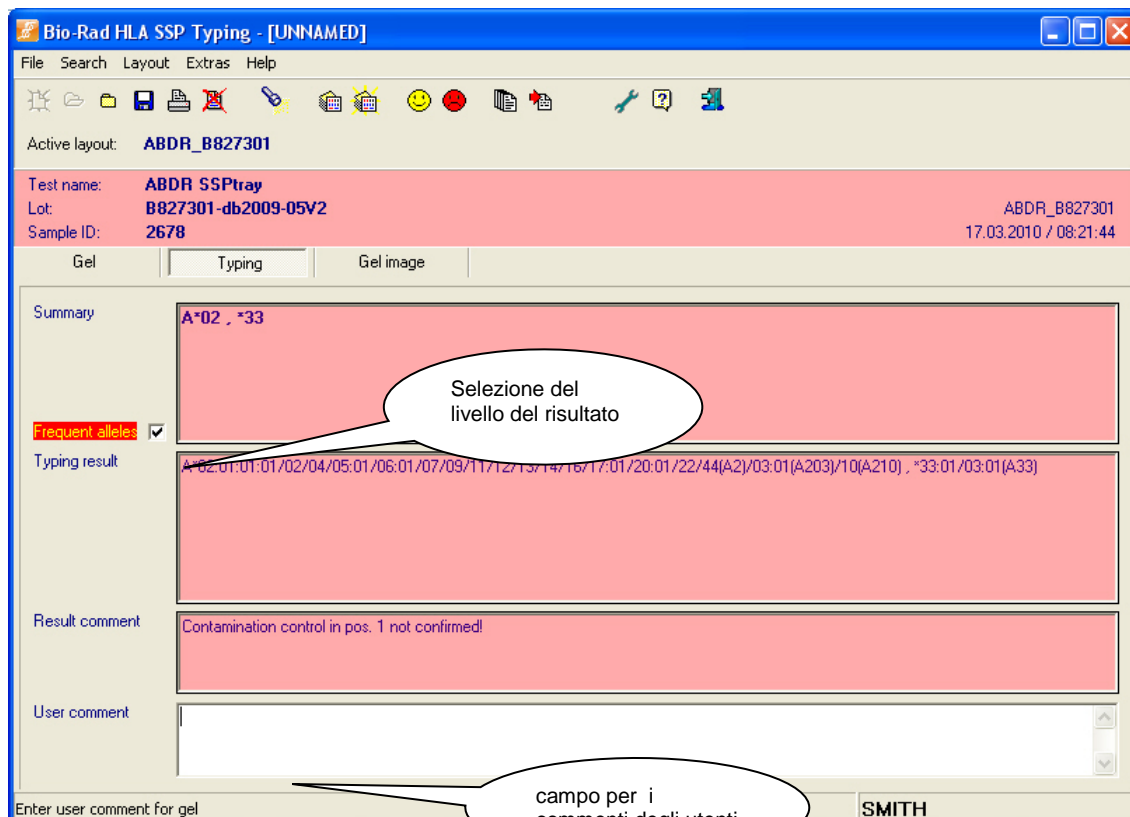 Bio-Rad HLA SSP Typing - [UNNAMED]
File Search Layout Extras Help
Active layout: ABDR_B827301
Test name: ABDR SSPtray
Lot: B827301-db2009-05V2 ABDR_B827301
Sample ID: 2678 17.03.2010 / 08:21:44
Gel Typing Gel image
Summary
A*02 , *33
Selezione del
livello del risultato
Frequent alleles
Typing result
A*02:01:01:01/02/04/05:01/06:01/07/09/11/12/13/14/16/17:01/20:01/22/44(A2)/03:01(A203)/10(A210) , *33:01/03:01(A33)
Result comment
Contamination control in pos. 1 not confirmed!
User comment
campo per i
commenti degli utenti
Enter user comment for gel SMITH